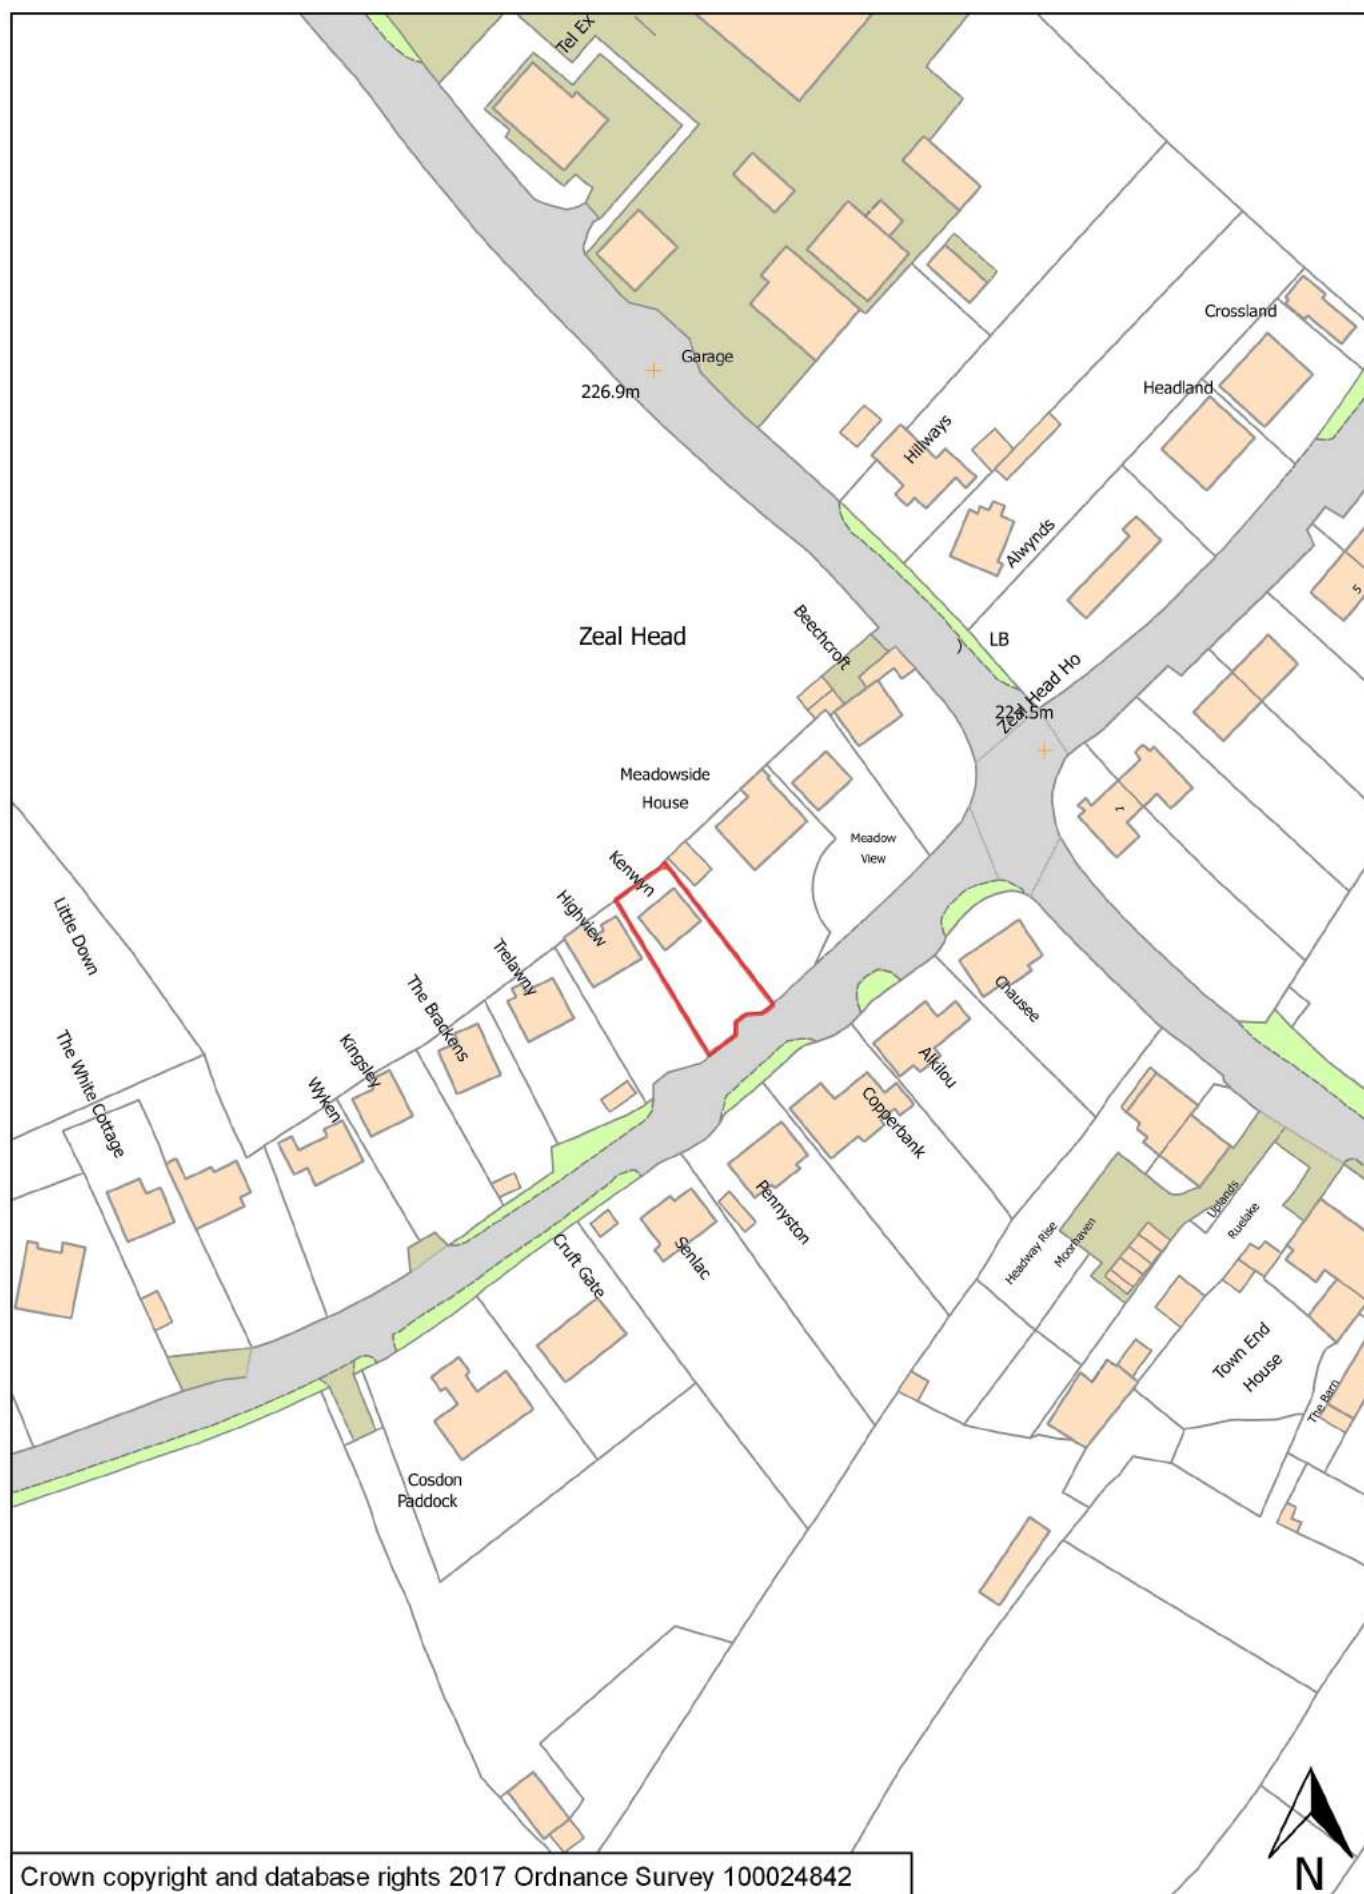 Tel Ex
Crossland
Garage
226.9m
Headland
Hillways
Alwynds
Beechcroft
Zeal Head
LB
Zeal Head Ho
224.5m
5
Meadowside
House
1
Meadow
View
Kenwyn
Highview
Little Down
Trelawny
The Brackens
Chausee
The White Cottage
Kingsley
Alkilou
Wyken
Copperbank
Pennyston
Uplands
Ruelake
Headway Rise
Moorhaven
Senlac
Cruft Gate
Town End
House
The Barn
Cosdon
Paddock
N
Crown copyright and database rights 2017 Ordnance Survey 100024842